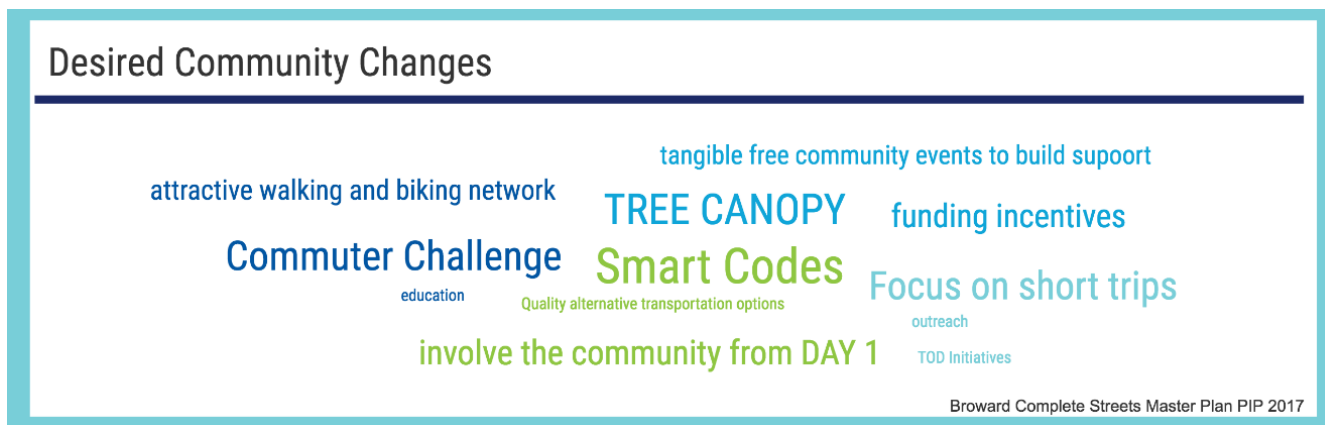 Desired Community Changes
tangible free community events to build supoort
attractive walking and biking network
TREE CANOPY
funding incentives
Commuter Challenge
Smart Codes
Focus on short trips
education
Quality alternative transportation options
outreach
involve the community from DAY 1
TOD Initiatives
Broward Complete Streets Master Plan PIP 2017